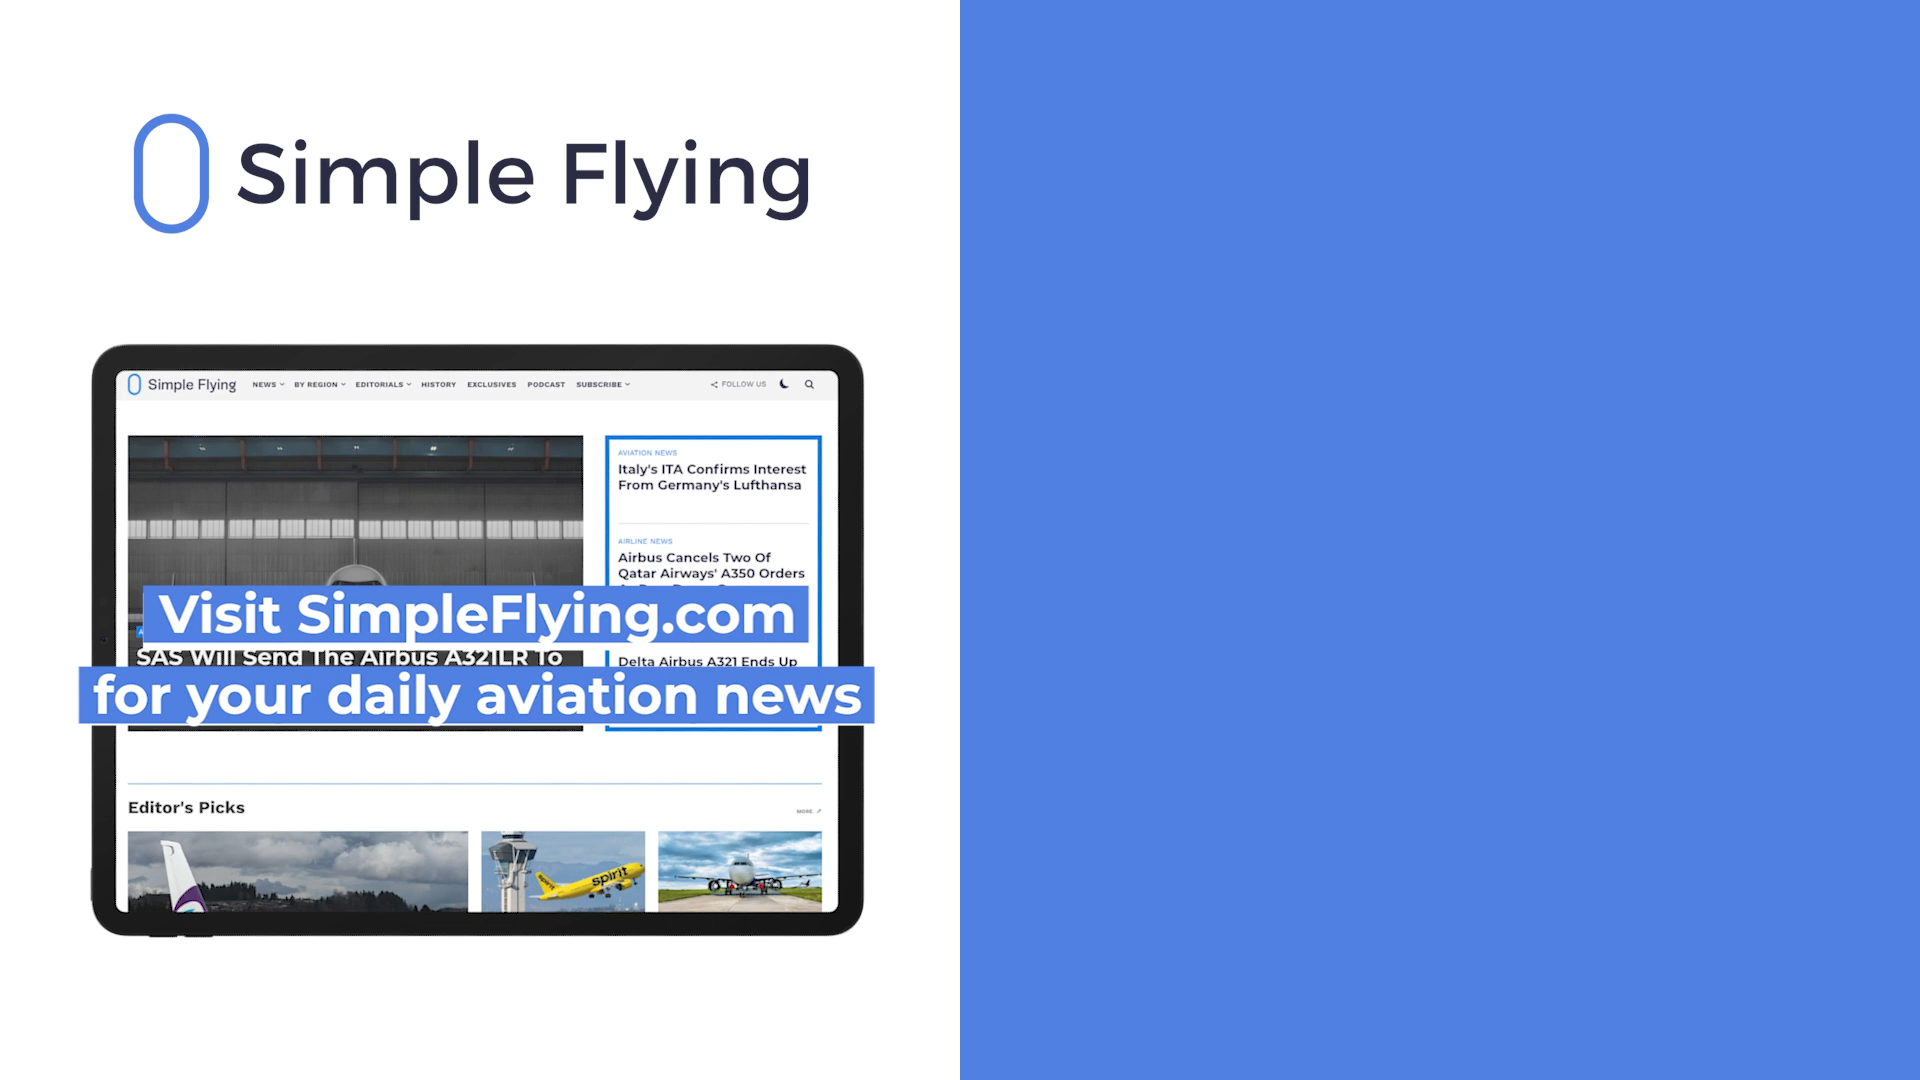 Simple Flying
Simple Flying NEWS BY REGION EDITORIALS HISTORY EXCLUSIVES PODCAST SUBSCRIBE FOLLOW US
AVIATION NEWS
Italy's ITA Confirms Interest
From Germany's Lufthansa
AIRLINE NEWS
Airbus Cancels Two Of
Qatar Airways' A350 Orders
Visit SimpleFlying.com
SAS Will Send The Airbus A321LR To
Delta Airbus A321 Ends Up
for your daily aviation news
Editor's Picks
MORE
spirit
spirit